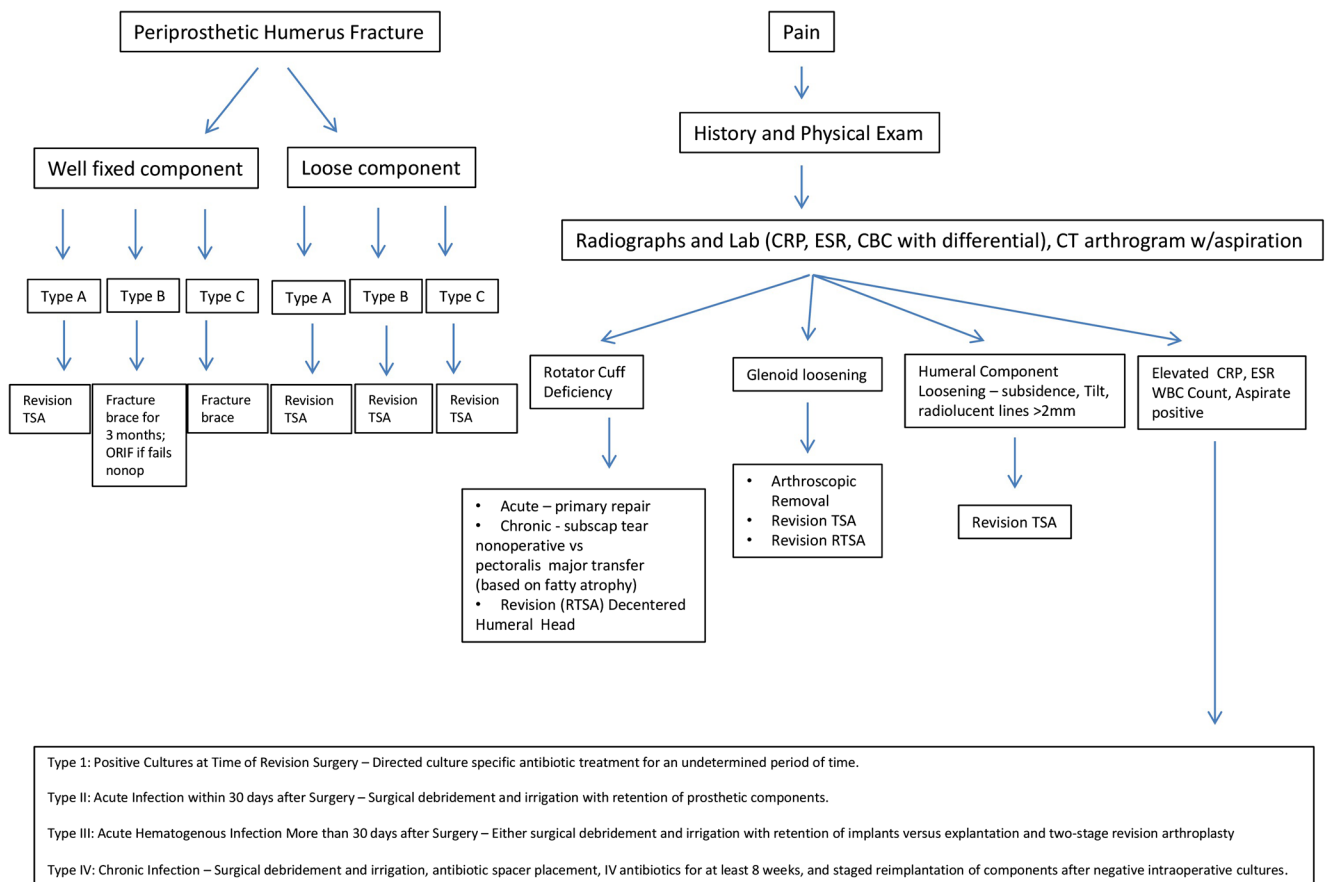 Periprosthetic Humerus Fracture
Well fixed component
Loose component
Type A
Type B
Type C
Type A
Type B
Type C
Revision
TSA
Fracture
brace for
3 months;
ORIF if fails
nonop
Fracture
brace
Revision
TSA
Revision
TSA
Revision
TSA
Pain
History and Physical Exam
Radiographs and Lab (CRP, ESR, CBC with differential), CT arthrogram w/aspiration
Rotator Cuff
Deficiency
Glenoid loosening
Humeral Component
Loosening – subsidence, Tilt,
radiolucent lines >2mm
Elevated CRP, ESR
WBC Count, Aspirate
positive
• Acute – primary repair
• Chronic - subscap tear
nonoperative vs
pectoralis major transfer
(based on fatty atrophy)
• Revision (RTSA) Decentered
Humeral Head
• Arthroscopic
Removal
• Revision TSA
• Revision RTSA
Revision TSA
Type 1: Positive Cultures at Time of Revision Surgery – Directed culture specific antibiotic treatment for an undetermined period of time.
Type II: Acute Infection within 30 days after Surgery – Surgical debridement and irrigation with retention of prosthetic components.
Type III: Acute Hematogenous Infection More than 30 days after Surgery – Either surgical debridement and irrigation with retention of implants versus explantation and two-stage revision arthroplasty
Type IV: Chronic Infection – Surgical debridement and irrigation, antibiotic spacer placement, IV antibiotics for at least 8 weeks, and staged reimplantation of components after negative intraoperative cultures.